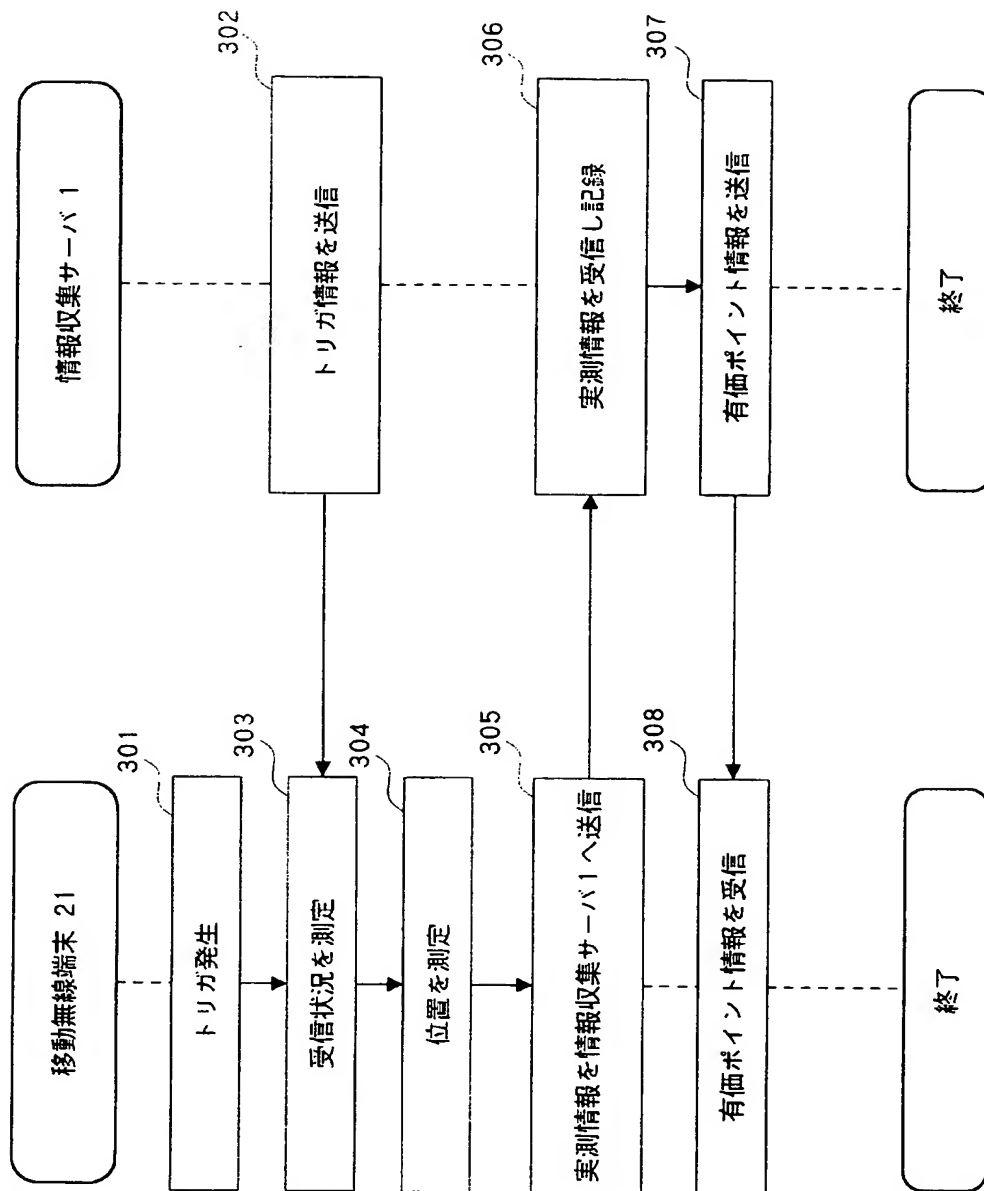 移動無線端末 21
情報収集サーバ 1
301
トリガ発生
302
トリガ情報を送信
303
受信状況を測定
304
位置を測定
305
実測情報を情報収集サーバ1へ送信
306
実測情報を受信し記録
307
有価ポイント情報を送信
308
有価ポイント情報を受信
終了
終了